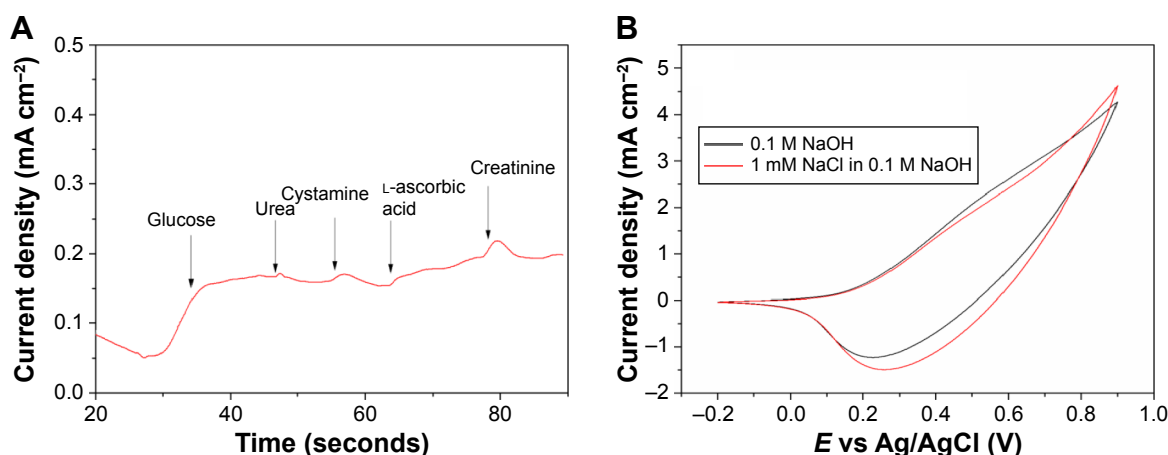 A
Current density (mA cm⁻²)
0.5
0.4
0.3
0.2
0.1
0.0
Glucose
Urea
Cystamine
L-ascorbic
acid
Creatinine
20 40 60 80
Time (seconds)
B
Current density (mA cm⁻²)
5
4
3
2
1
0
–1
–2
0.1 M NaOH
1 mM NaCl in 0.1 M NaOH
–0.2 0.0 0.2 0.4 0.6 0.8 1.0
E vs Ag/AgCl (V)